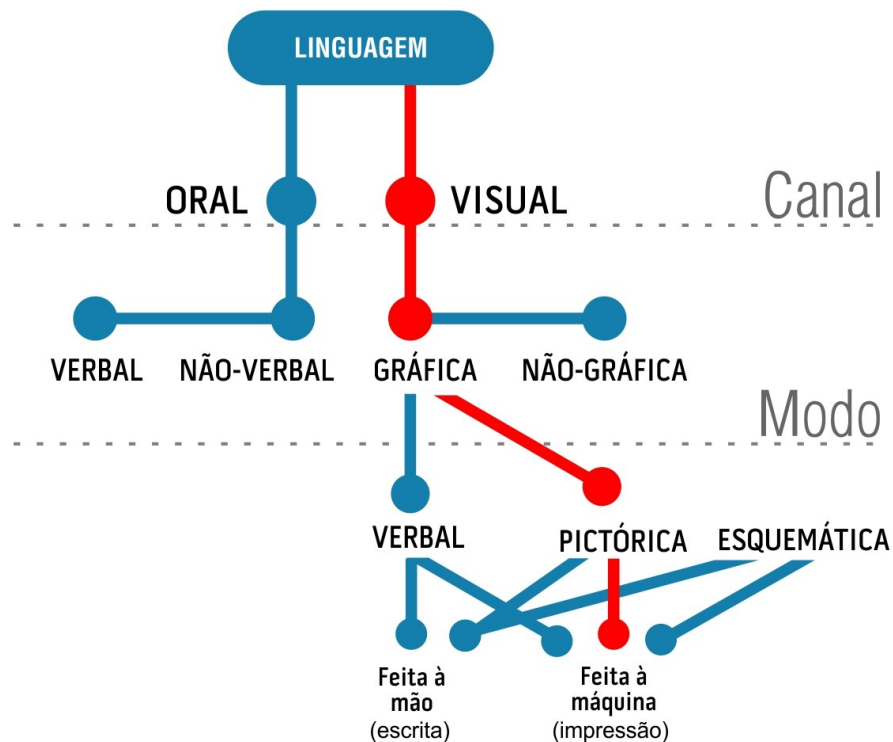 LINGUAGEM
ORAL VISUAL Canal
VERBAL NÃO-VERBAL GRÁFICA NÃO-GRÁFICA
Modo
VERBAL PICTÓRICA ESQUEMÁTICA
Feita à Feita à
mão máquina
(escrita) (impressão)